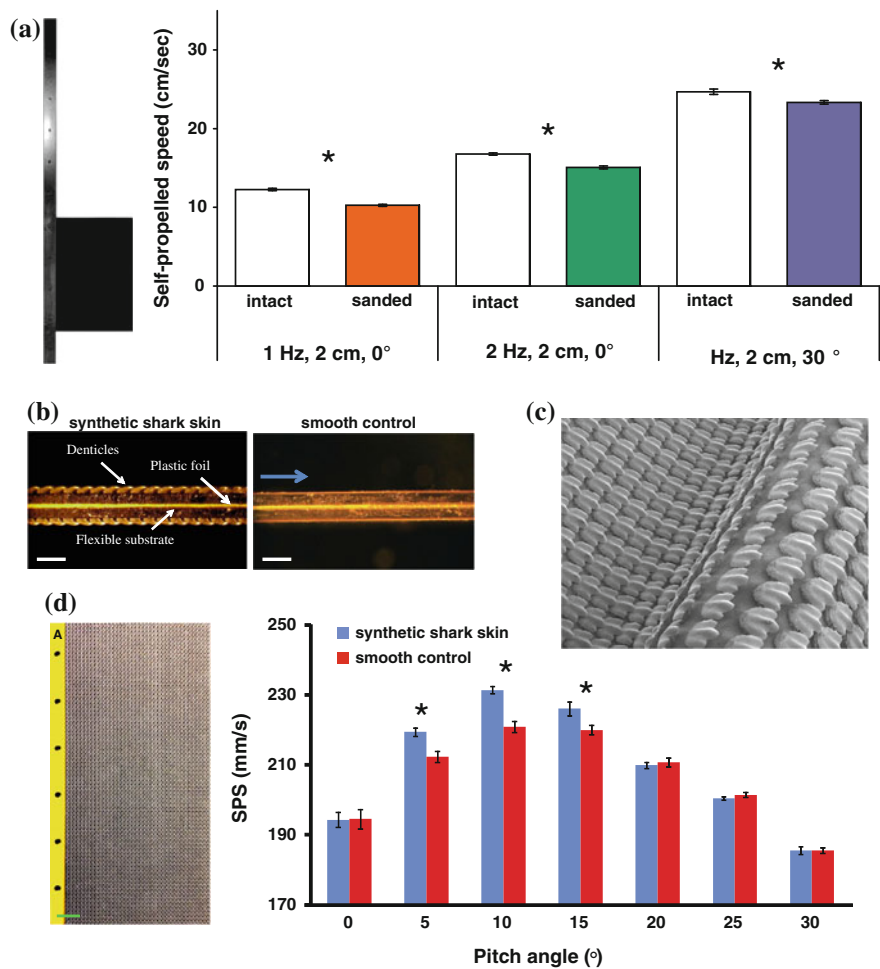 (a)
Self-propelled speed (cm/sec)
30
20
10
0
*
*
*
intact
sanded
intact
sanded
intact
sanded
1 Hz, 2 cm, 0°
2 Hz, 2 cm, 0°
Hz, 2 cm, 30 °
(b)
synthetic shark skin
smooth control
Denticles
Plastic foil
Flexible substrate
(c)
(d)
A
SPS (mm/s)
250
230
210
190
170
synthetic shark skin
smooth control
*
*
*
0
5
10
15
20
25
30
Pitch angle (°)